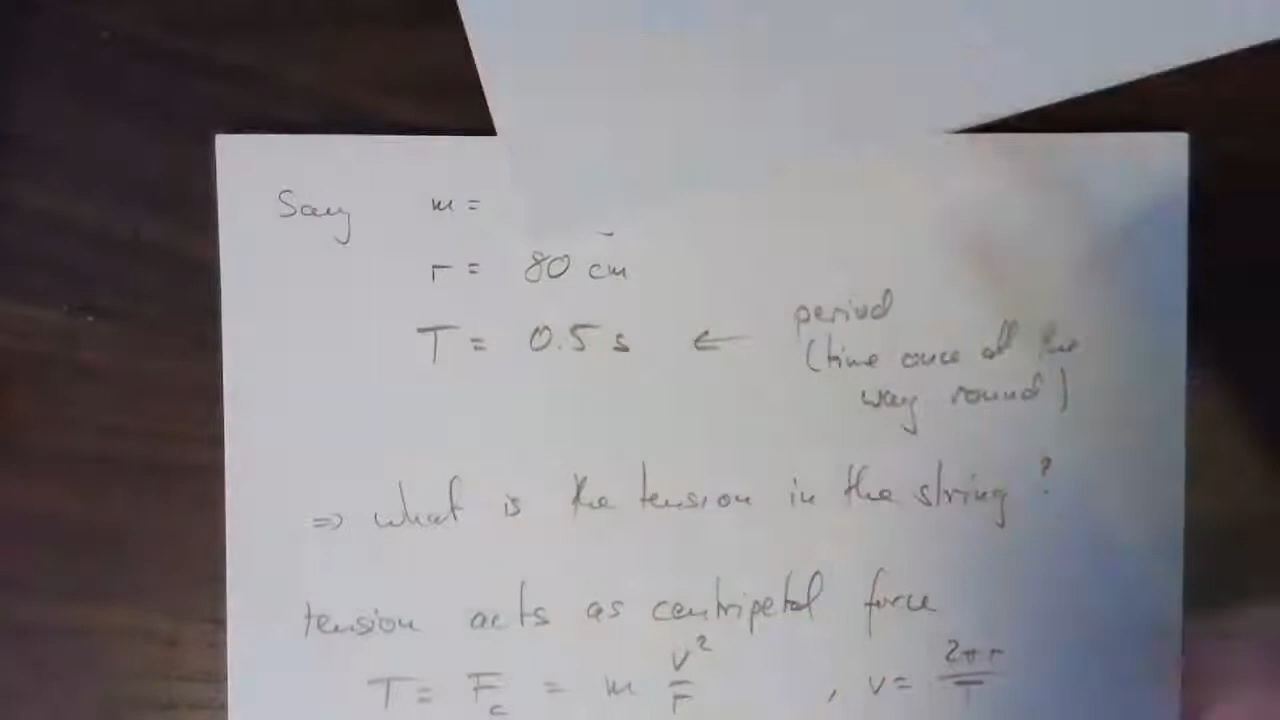 Say m =
r = 80 cm
T = 0.5 s ← period
(time once all the
way round)
⇒ what is the tension in the string?
tension acts as centripetal force
T = F_c = m v²/r , v = 2πr/T